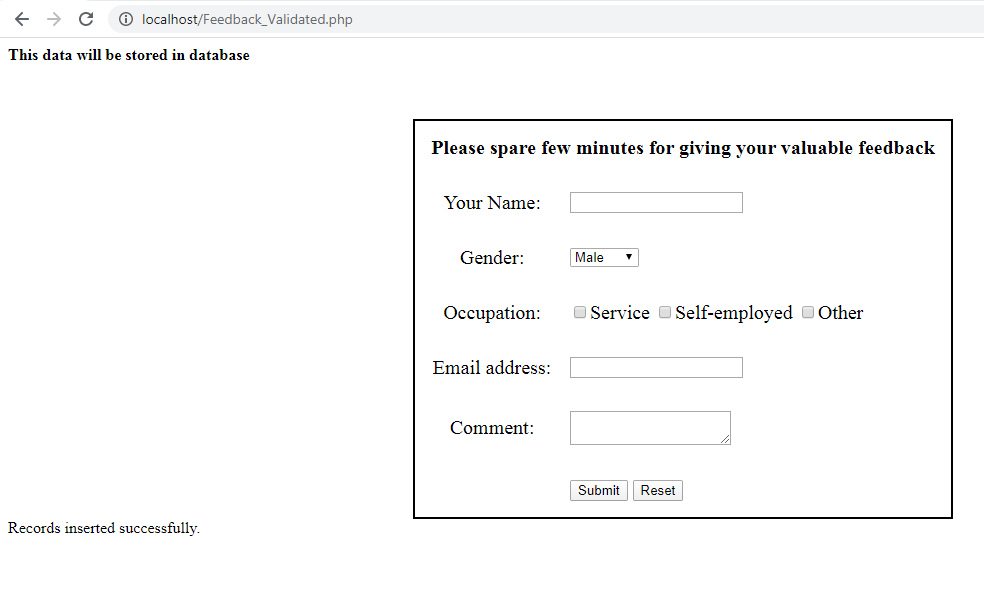 localhost/Feedback_Validated.php
This data will be stored in database
Please spare few minutes for giving your valuable feedback
Your Name:
Gender: Male
Occupation: Service Self-employed Other
Email address:
Comment:
Submit Reset
Records inserted successfully.